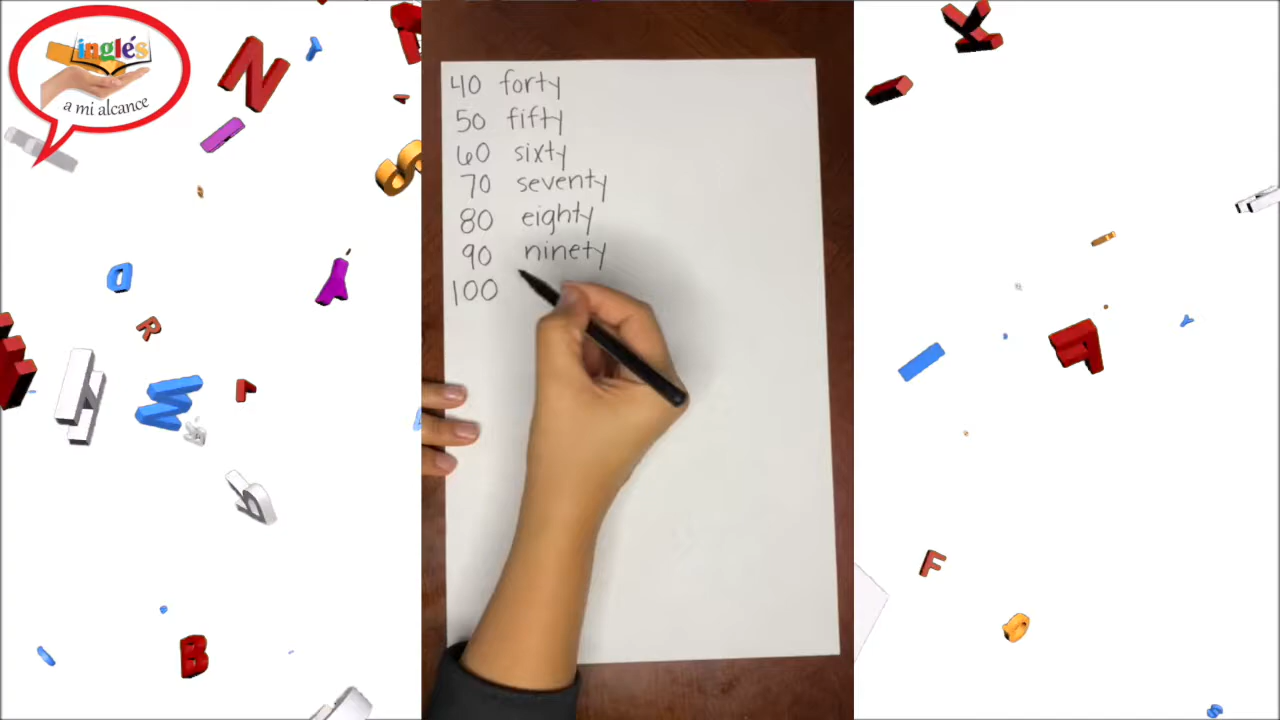 inglés
a mi alcance
40 forty
50 fifty
60 sixty
70 seventy
80 eighty
90 ninety
100